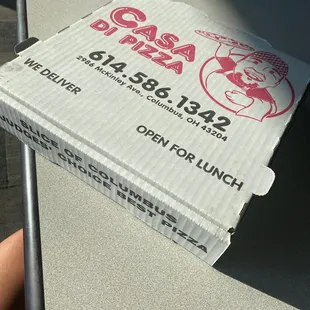 CASA
DI PIZZA
614.586.1342
2986 McKinley Ave., Columbus, OH 43204
WE DELIVER
OPEN FOR LUNCH
SLICE OF COLUMBUS
JUDGES' CHOICE BEST PIZZA